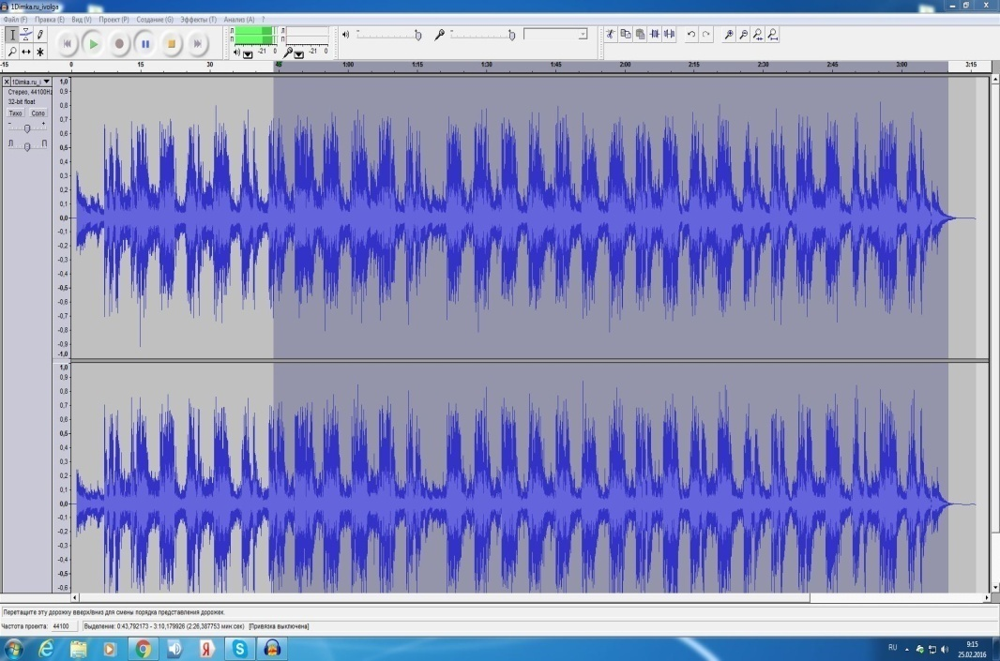 1Dimka.ru_ivolga
Файл (F) Правка (E) Вид (V) Проект (P) Создание (G) Эффекты (T) Анализ (A) ?
Л
П
-21 0
Л
П
-21 0
-15 0 15 30 45 1:00 1:15 1:30 1:45 2:00 2:15 2:30 2:45 3:00 3:15
X 1Dimka.ru_i
Стерео, 44100Hz
32-bit float
Тихо Соло
- +
Л П
1,0
0,9
0,8
0,7
0,6
0,5
0,4
0,3
0,2
0,1
0,0
-0,1
-0,2
-0,3
-0,4
-0,5
-0,6
-0,7
-0,8
-0,9
-1,0
1,0
0,9
0,8
0,7
0,6
0,5
0,4
0,3
0,2
0,1
0,0
-0,1
-0,2
-0,3
-0,4
-0,5
-0,6
Перетащите эту дорожку вверх/вниз для смены порядка представления дорожек.
Частота проекта: 44100 Выделение: 0:43,792173 - 3:10,179926 (2:26,387753 мин:сек) [Привязка выключена]
RU 9:15
25.02.2016